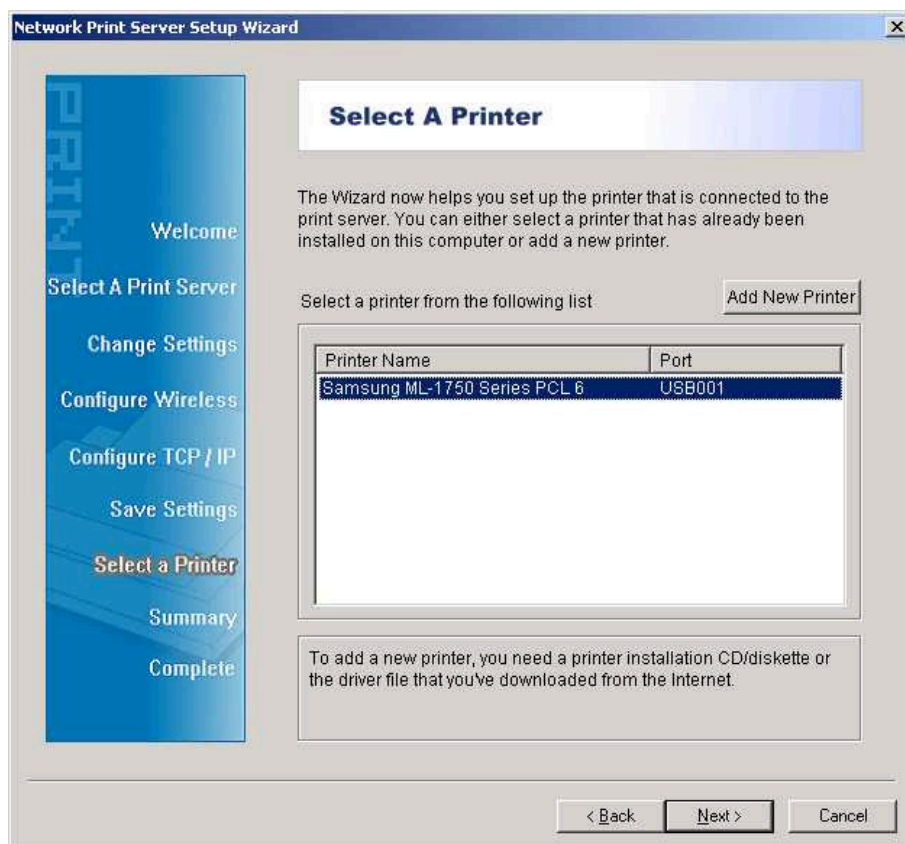 Network Print Server Setup Wizard
PRINT
Welcome
Select A Print Server
Change Settings
Configure Wireless
Configure TCP / IP
Save Settings
Select a Printer
Summary
Complete
Select A Printer
The Wizard now helps you set up the printer that is connected to the
print server. You can either select a printer that has already been
installed on this computer or add a new printer.
Select a printer from the following list
Add New Printer
Printer Name Port
Samsung ML-1750 Series PCL 6 USB001
To add a new printer, you need a printer installation CD/diskette or
the driver file that you've downloaded from the Internet.
< Back Next > Cancel